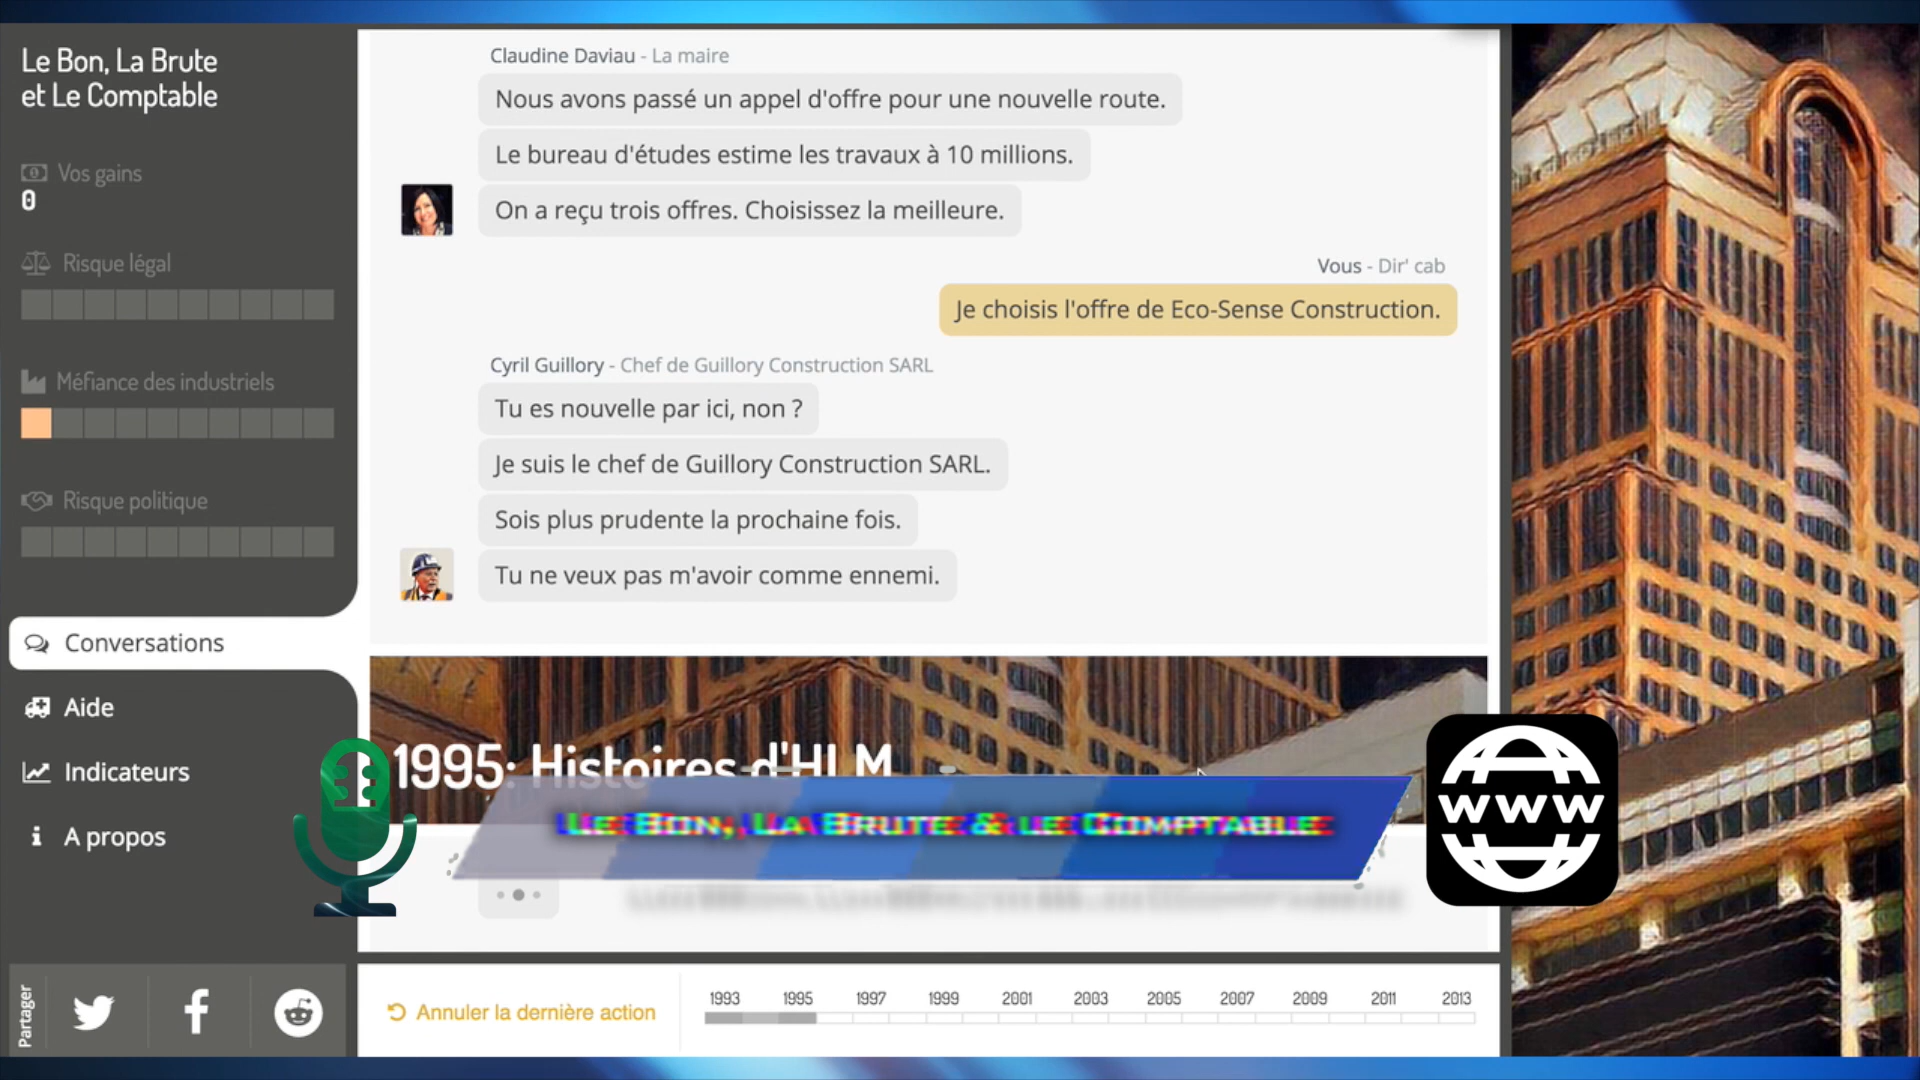 Le Bon, La Brute
et Le Comptable
Vos gains
0
Risque légal
Méfiance des industriels
Risque politique
Conversations
Aide
Indicateurs
A propos
Partager
Claudine Daviau - La maire
Nous avons passé un appel d'offre pour une nouvelle route.
Le bureau d'études estime les travaux à 10 millions.
On a reçu trois offres. Choisissez la meilleure.
Vous - Dir' cab
Je choisis l'offre de Eco-Sense Construction.
Cyril Guillory - Chef de Guillory Construction SARL
Tu es nouvelle par ici, non ?
Je suis le chef de Guillory Construction SARL.
Sois plus prudente la prochaine fois.
Tu ne veux pas m'avoir comme ennemi.
1995: Histoires d'HLM
Le Bon, La Brute & le Comptable
www
Annuler la dernière action
1993 1995 1997 1999 2001 2003 2005 2007 2009 2011 2013